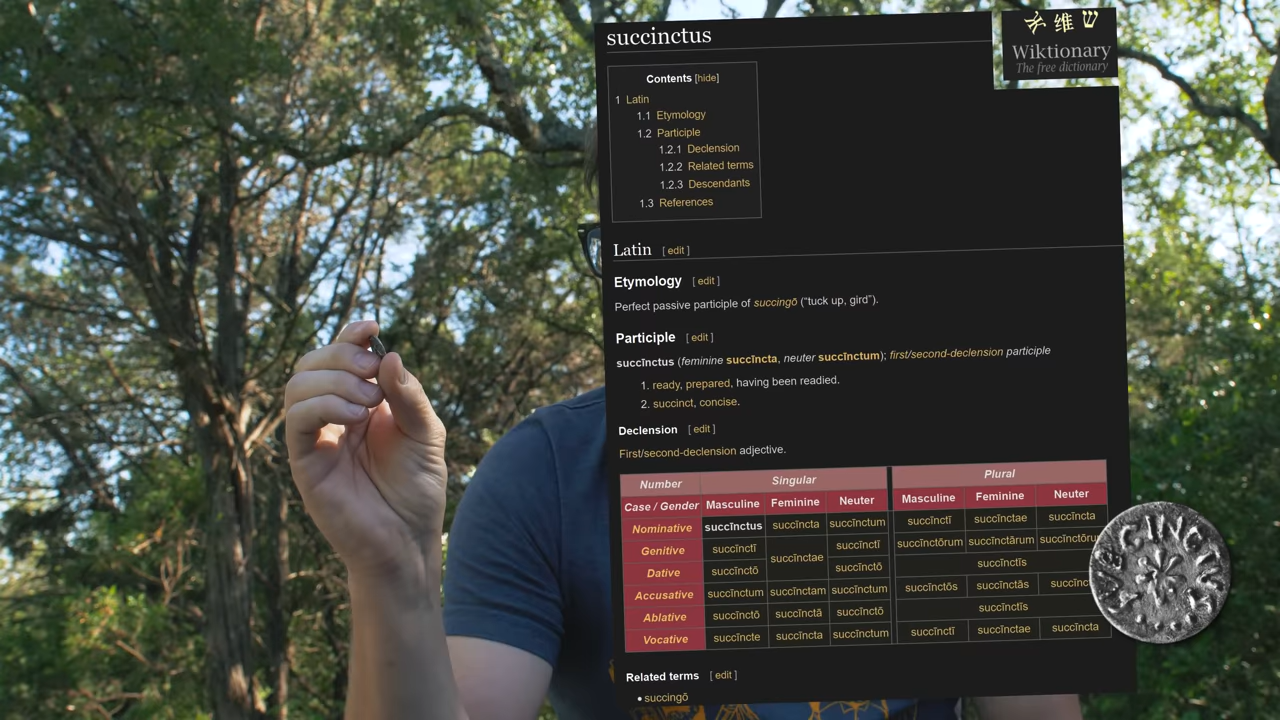 succinctus
孑 维 ש
Wiktionary
The free dictionary
Contents [hide]
1 Latin
1.1 Etymology
1.2 Participle
1.2.1 Declension
1.2.2 Related terms
1.2.3 Descendants
1.3 References
Latin [ edit ]
Etymology [ edit ]
Perfect passive participle of succingō (“tuck up, gird”).
Participle [ edit ]
succīnctus (feminine succīncta, neuter succīnctum); first/second-declension participle
1. ready, prepared, having been readied.
2. succinct, concise.
Declension [ edit ]
First/second-declension adjective.
Number Singular Plural
Case / Gender Masculine Feminine Neuter Masculine Feminine Neuter
Nominative succīnctus succīncta succīnctum succīnctī succīnctae succīncta
Genitive succīnctī succīnctae succīnctī succīnctōrum succīnctārum succīnctōru
Dative succīnctō succīnctō succīnctīs
Accusative succīnctum succīnctam succīnctum succīnctōs succīnctās succīnc
Ablative succīnctō succīnctā succīnctō succīnctīs
Vocative succīncte succīncta succīnctum succīnctī succīnctae succīncta
Related terms [ edit ]
• succingō